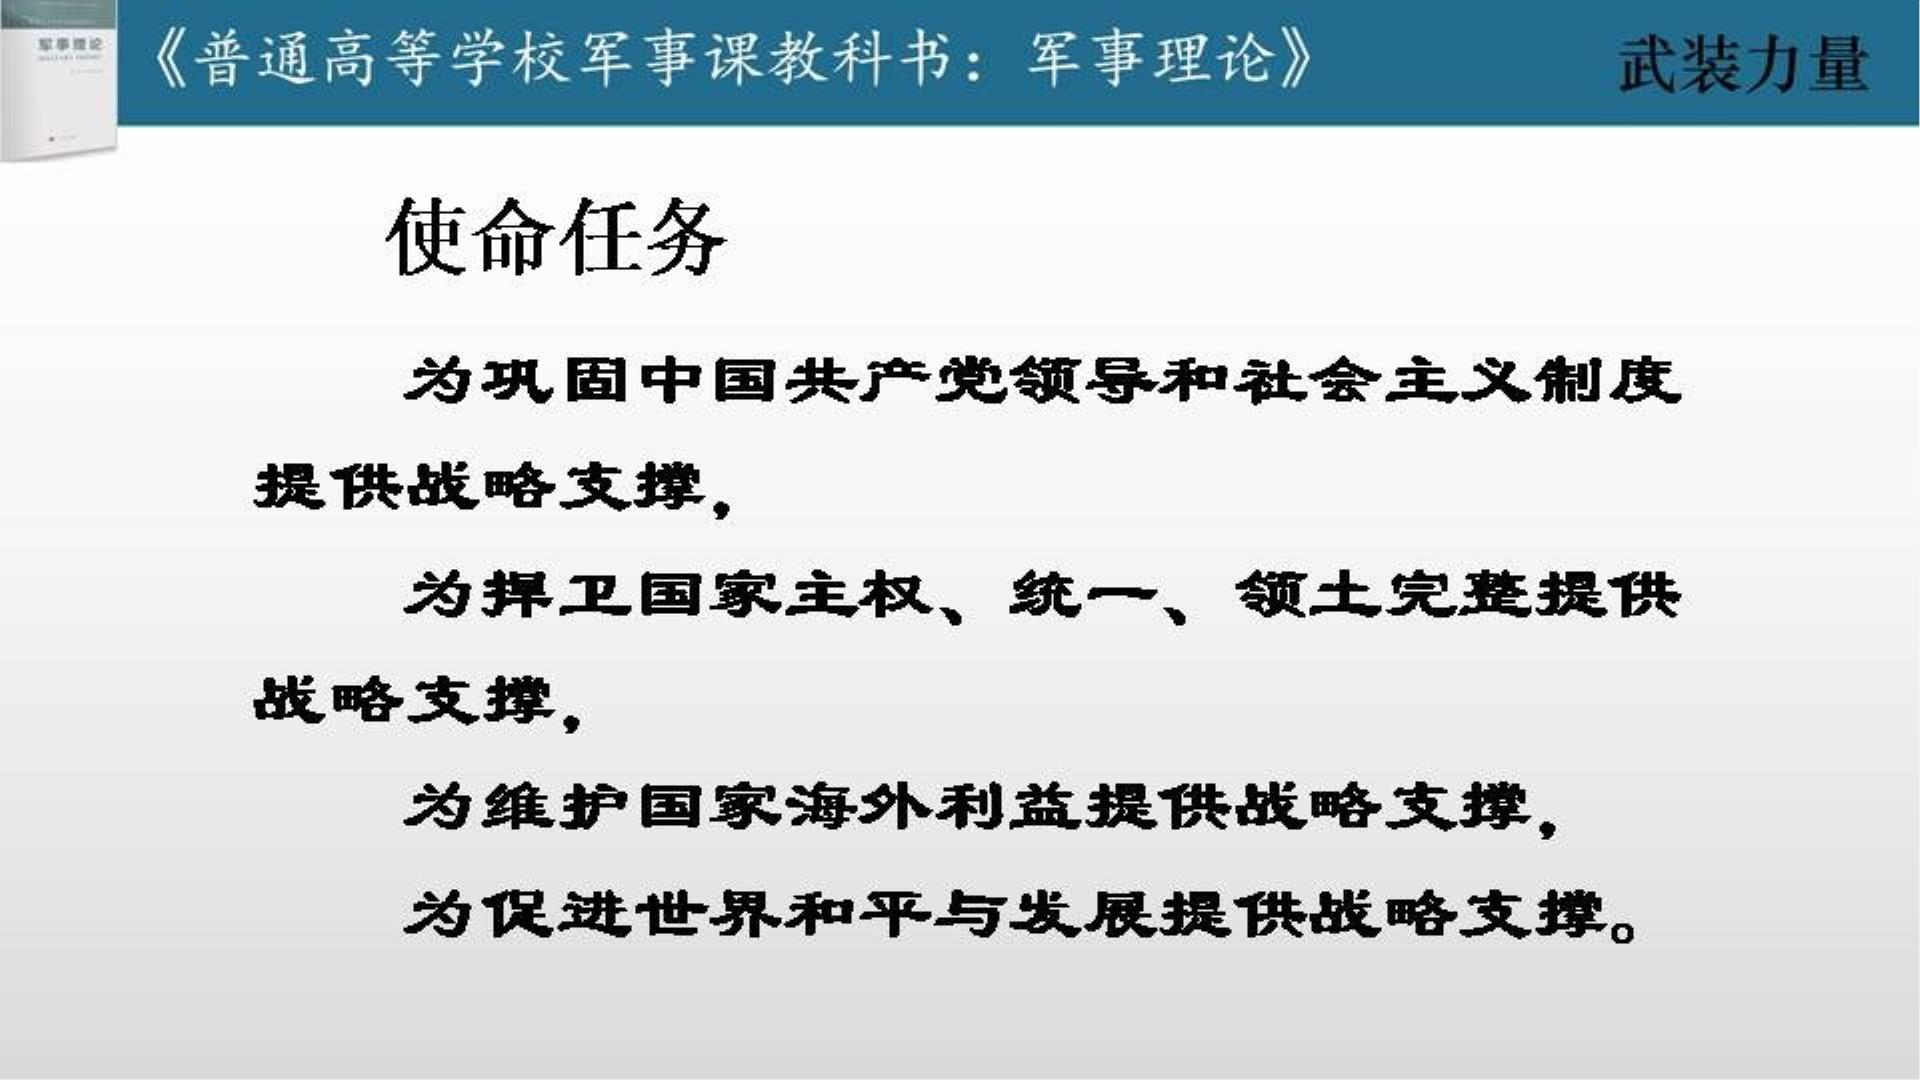 军事理论
《普通高等学校军事课教科书：军事理论》
武装力量
使命任务
为巩固中国共产党领导和社会主义制度
提供战略支撑，
为捍卫国家主权、统一、领土完整提供
战略支撑，
为维护国家海外利益提供战略支撑，
为促进世界和平与发展提供战略支撑。